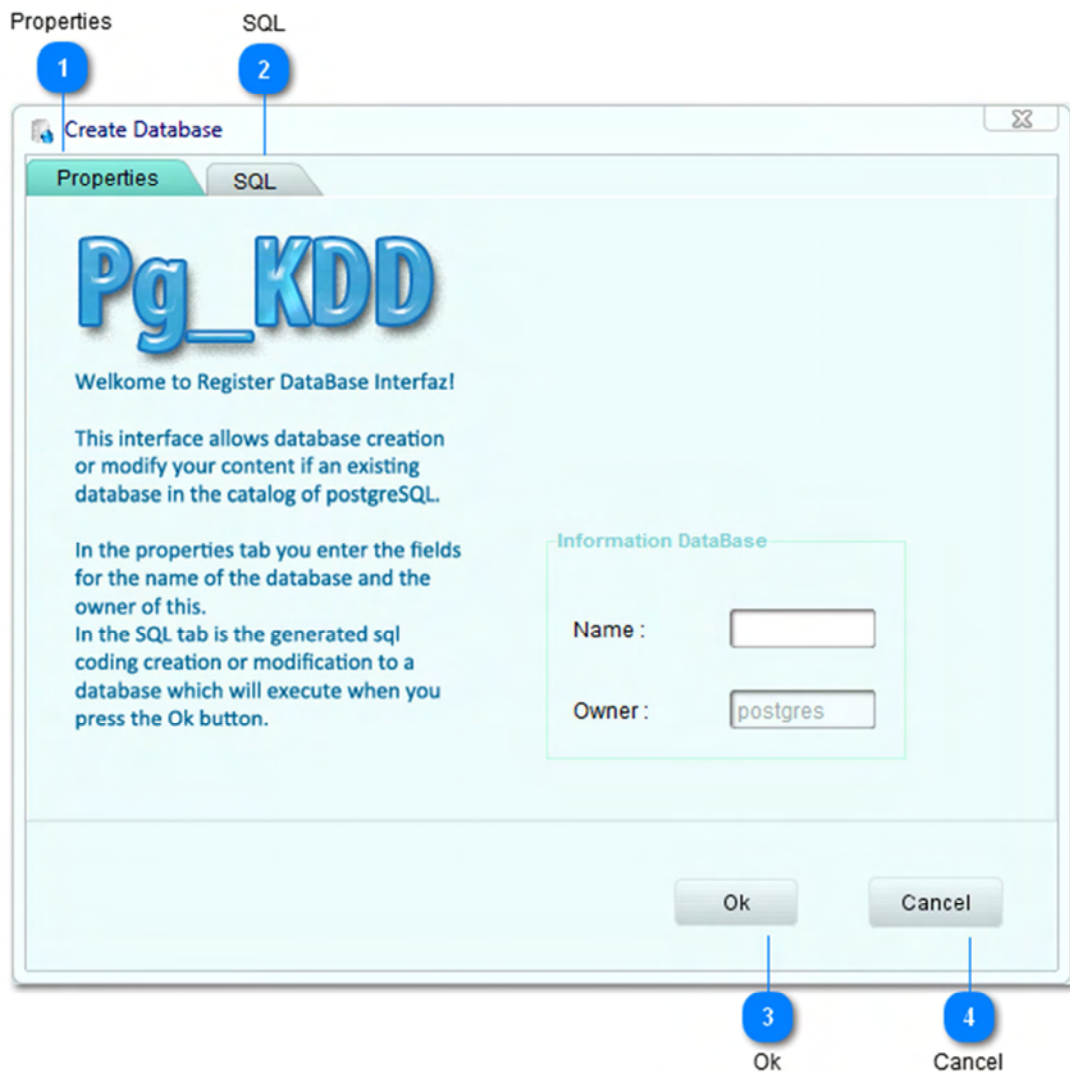 Properties SQL
1 2
Create Database
Properties SQL
Pg_KDD
Welkome to Register DataBase Interfaz!
This interface allows database creation
or modify your content if an existing
database in the catalog of postgreSQL.
In the properties tab you enter the fields
for the name of the database and the
owner of this.
In the SQL tab is the generated sql
coding creation or modification to a
database which will execute when you
press the Ok button.
Information DataBase
Name :
Owner : postgres
Ok Cancel
3 4
Ok Cancel